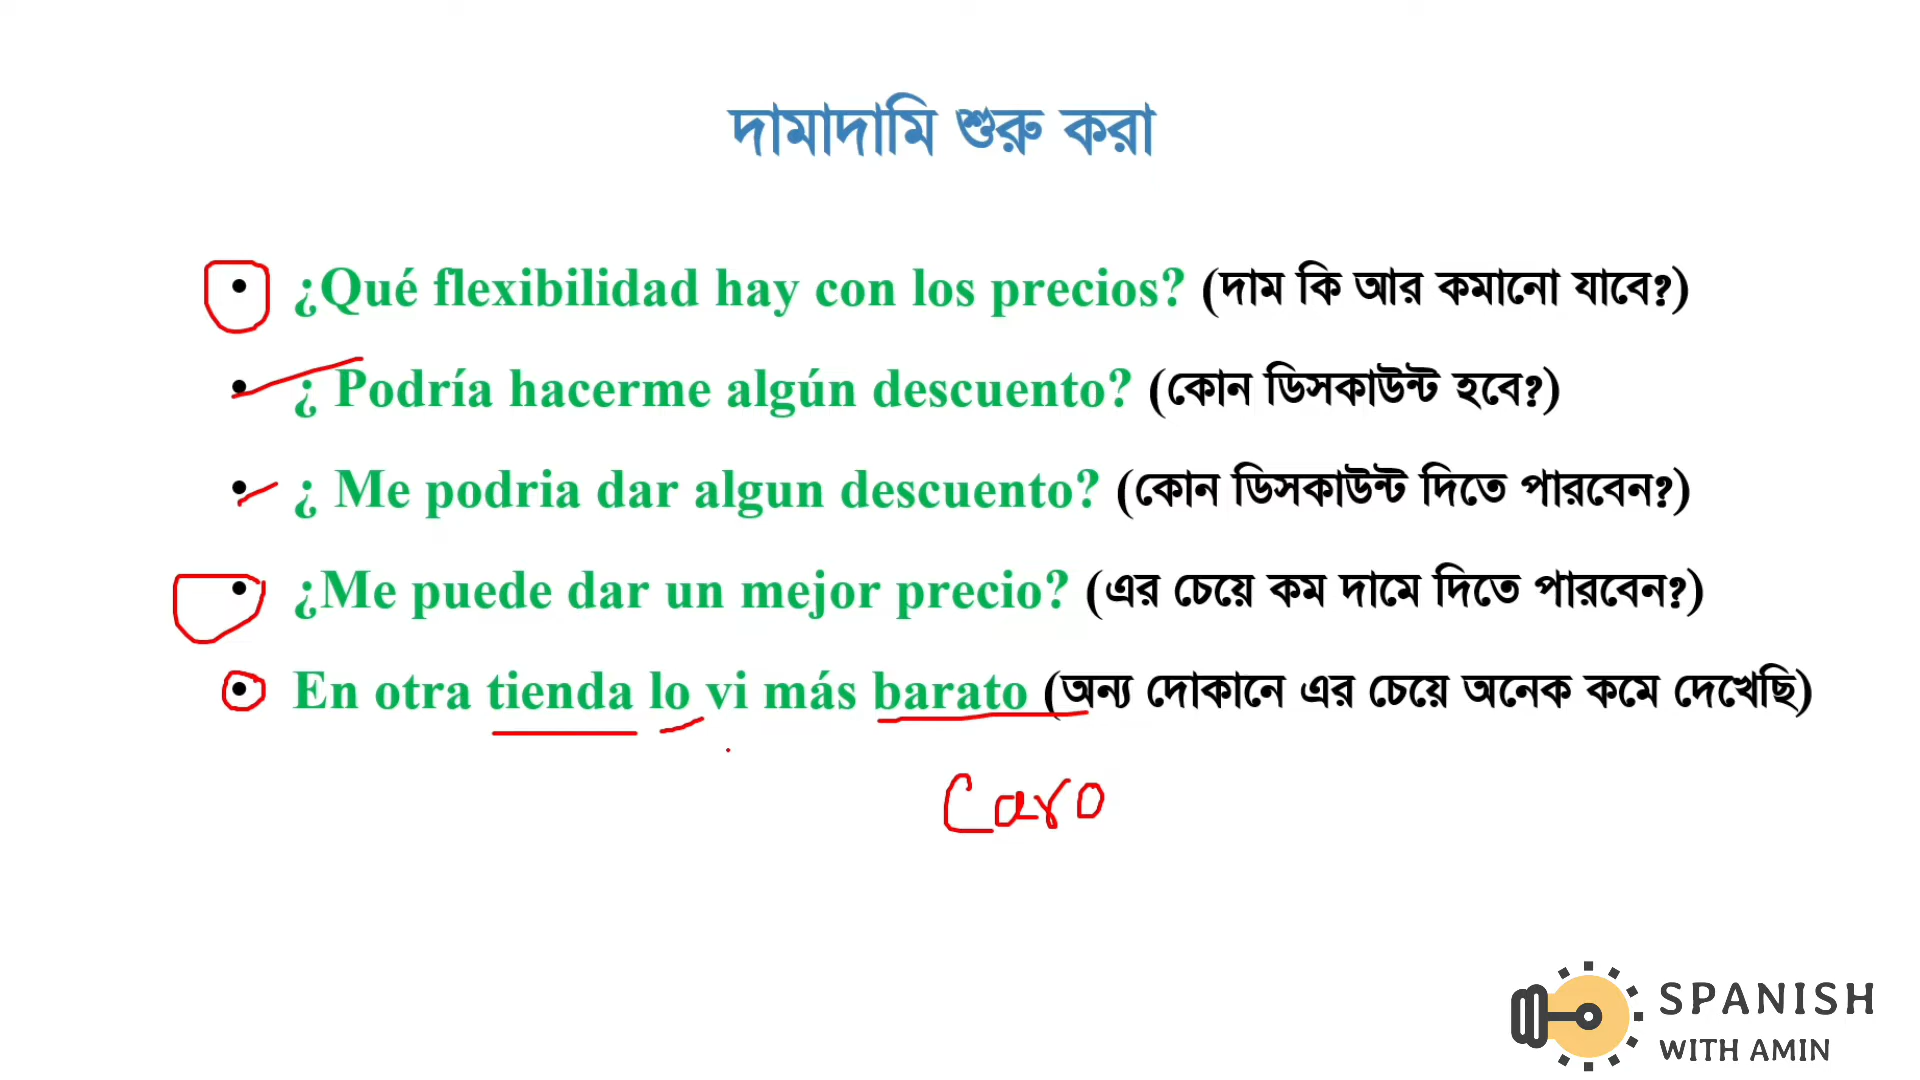 দামাদামি শুরু করা
• ¿Qué flexibilidad hay con los precios? (দাম কি আর কমানো যাবে?)
• ¿ Podría hacerme algún descuento? (কোন ডিসকাউন্ট হবে?)
• ¿ Me podria dar algun descuento? (কোন ডিসকাউন্ট দিতে পারবেন?)
• ¿Me puede dar un mejor precio? (এর চেয়ে কম দামে দিতে পারবেন?)
• En otra tienda lo vi más barato (অন্য দোকানে এর চেয়ে অনেক কমে দেখেছি)
Caro
SPANISH
WITH AMIN